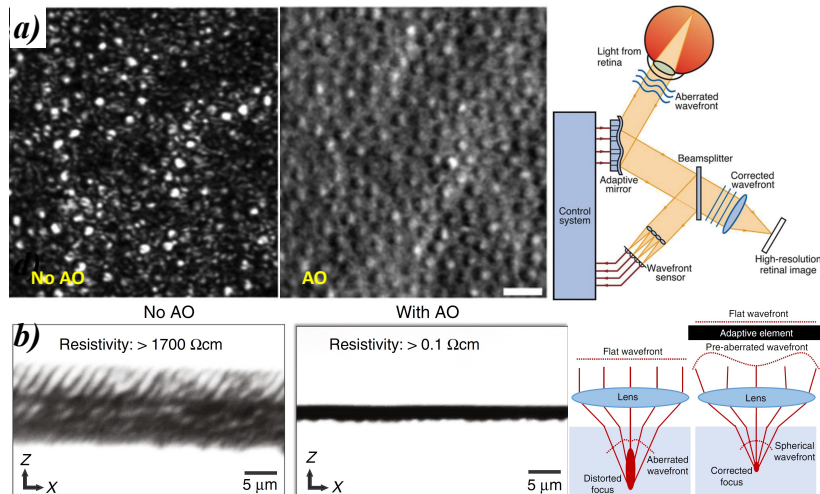 a)
No AO
AO
Light from
retina
Aberrated
wavefront
Adaptive
mirror
Beamsplitter
Corrected
wavefront
Control
system
Wavefront
sensor
High-resolution
retinal image
b)
No AO
Resistivity: > 1700 Ωcm
Z
X
5 μm
With AO
Resistivity: > 0.1 Ωcm
Z
X
5 μm
Flat wavefront
Lens
Aberrated
wavefront
Distorted
focus
Flat wavefront
Adaptive element
Pre-aberrated wavefront
Lens
Spherical
wavefront
Corrected
focus